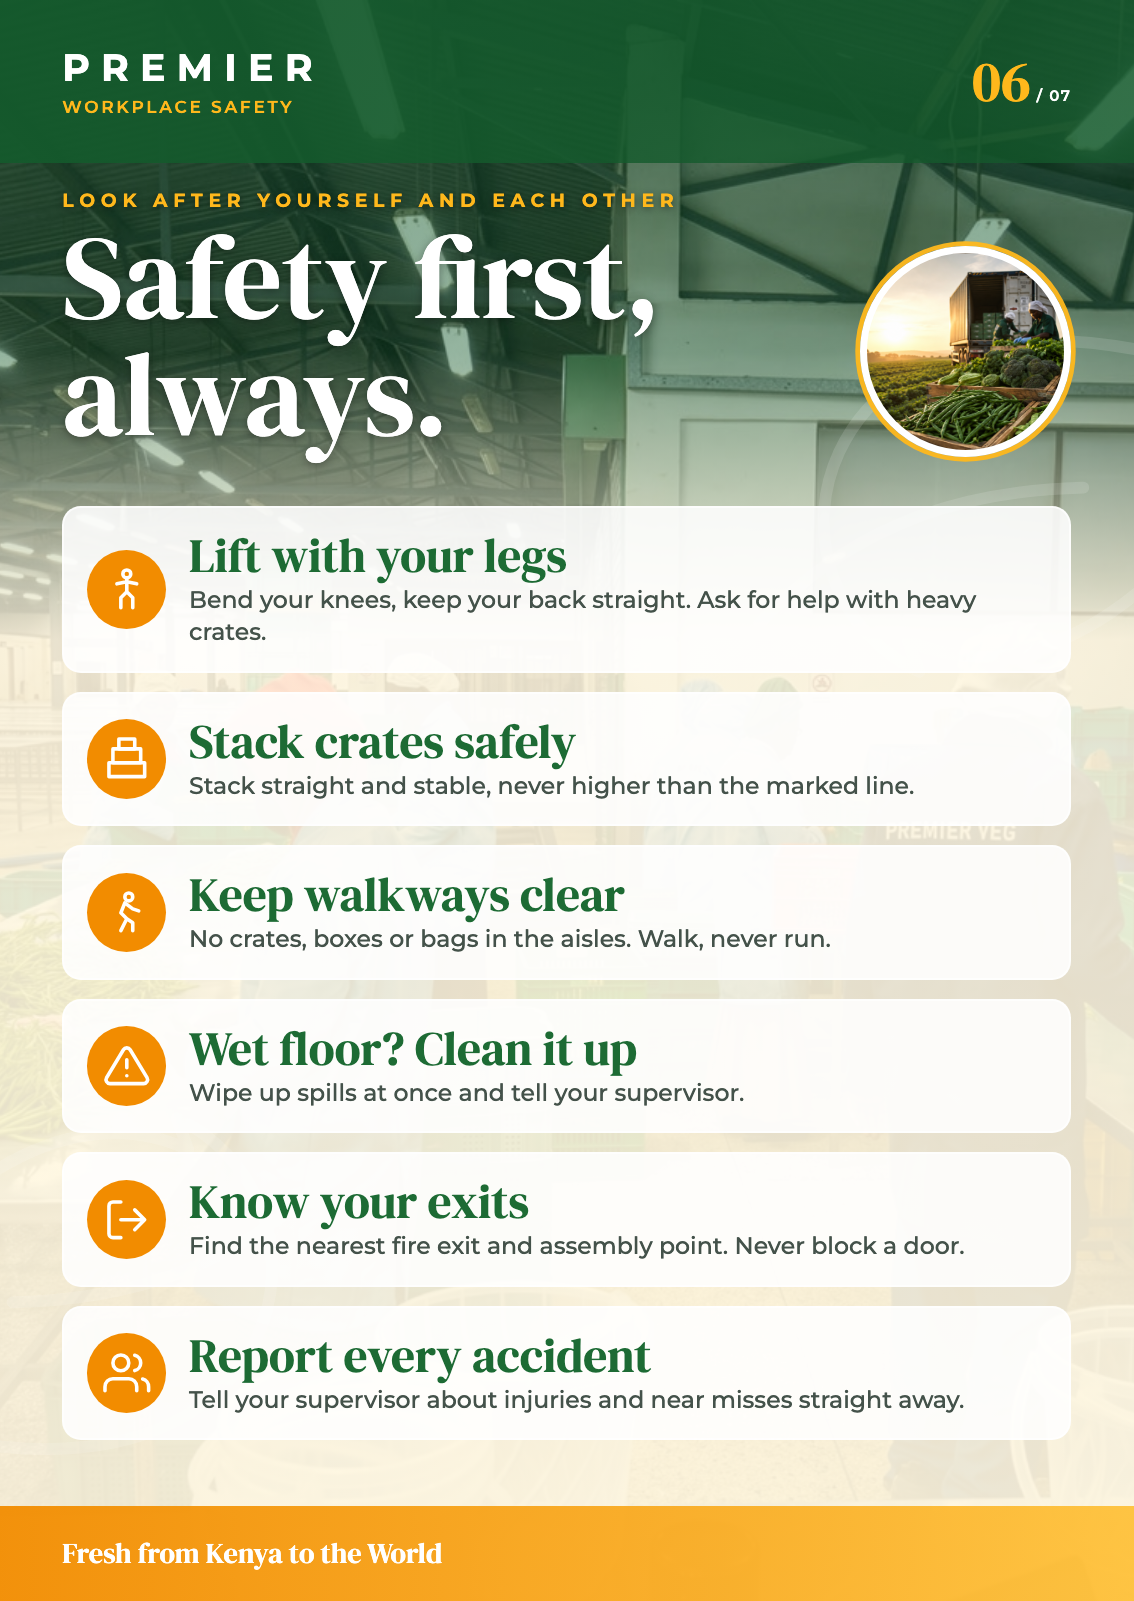 PREMIER
WORKPLACE SAFETY
06 / 07
LOOK AFTER YOURSELF AND EACH OTHER
Safety first,
always.
Lift with your legs
Bend your knees, keep your back straight. Ask for help with heavy
crates.
Stack crates safely
Stack straight and stable, never higher than the marked line.
PREMIER VEG
Keep walkways clear
No crates, boxes or bags in the aisles. Walk, never run.
Wet floor? Clean it up
Wipe up spills at once and tell your supervisor.
Know your exits
Find the nearest fire exit and assembly point. Never block a door.
Report every accident
Tell your supervisor about injuries and near misses straight away.
Fresh from Kenya to the World